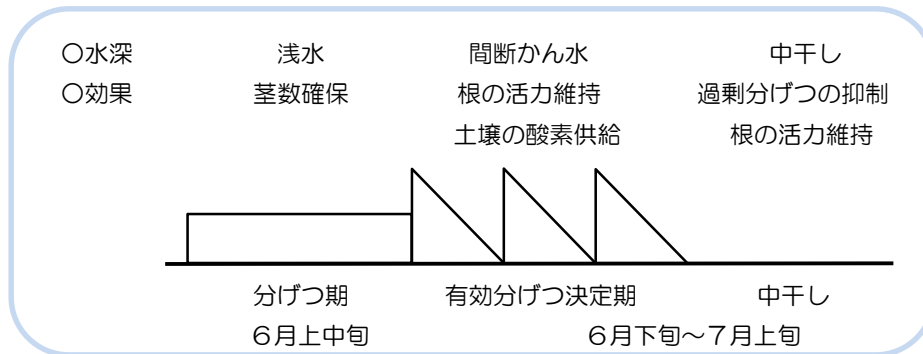 〇水深 浅水 間断かん水 中干し
〇効果 茎数確保 根の活力維持 過剰分げつの抑制
土壌の酸素供給 根の活力維持
分げつ期 有効分げつ決定期 中干し
６月上中旬 ６月下旬～７月上旬